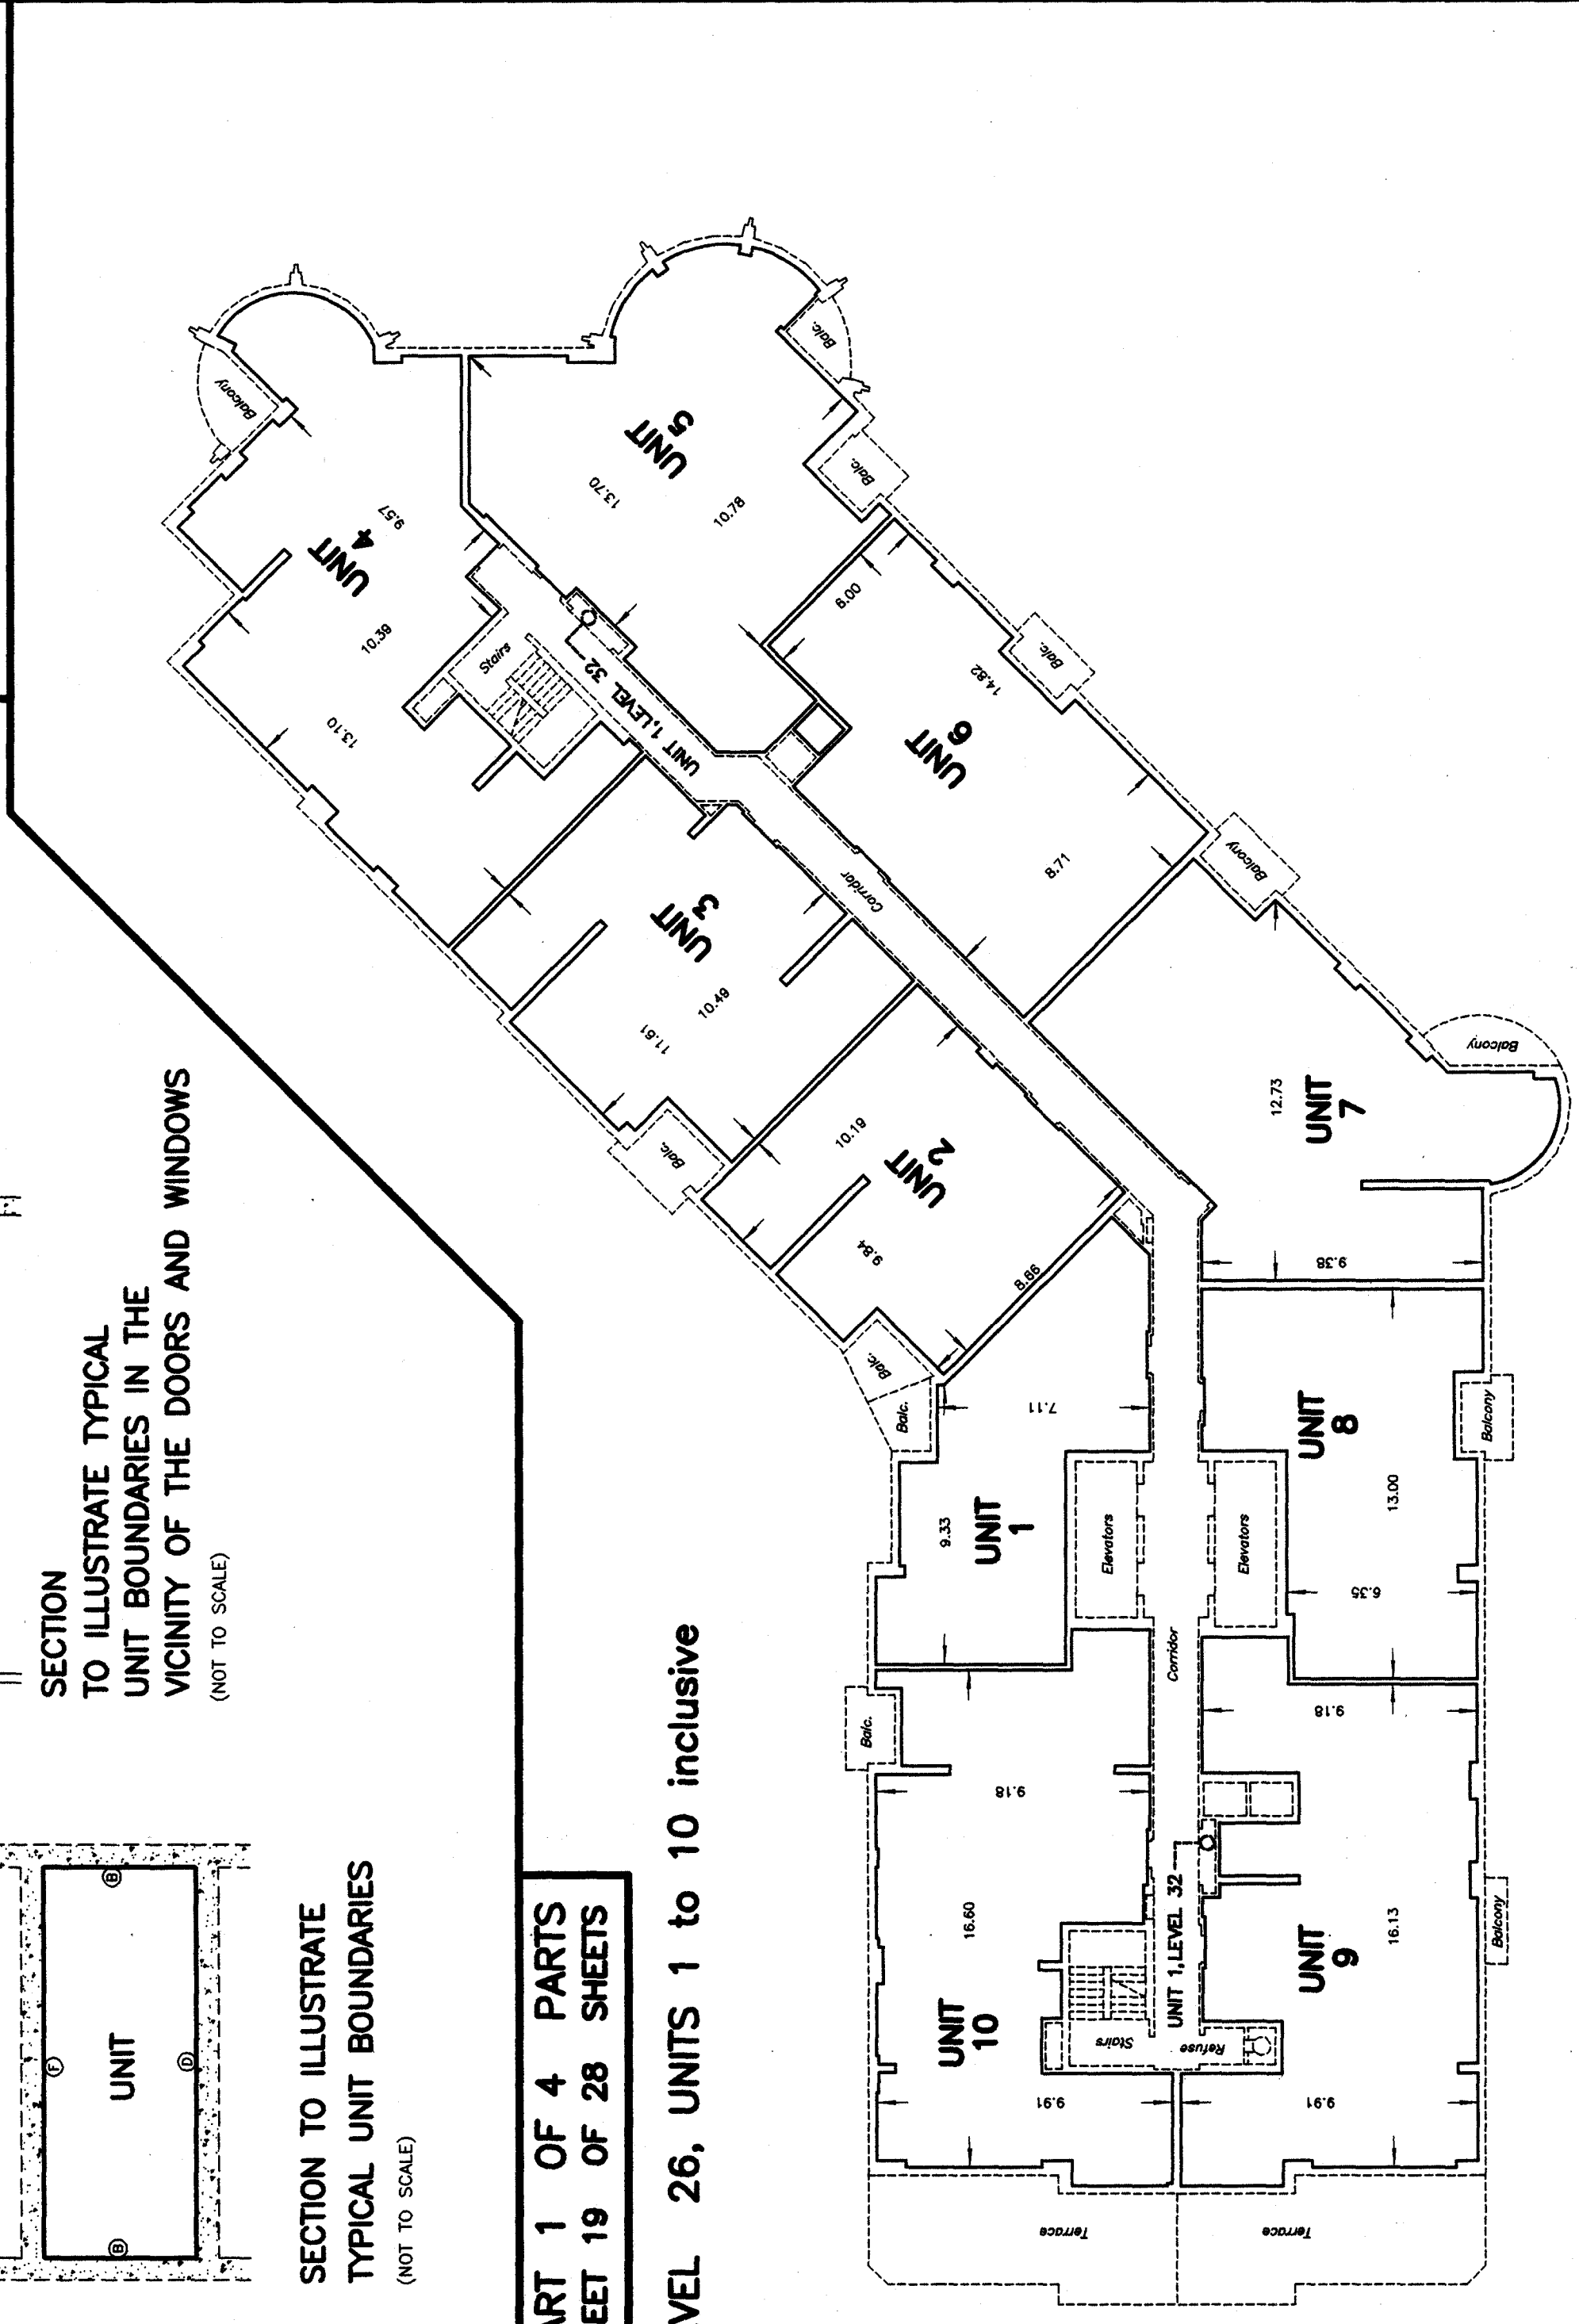 SECTION
TO ILLUSTRATE TYPICAL
UNIT BOUNDARIES IN THE
VICINITY OF THE DOORS AND WINDOWS
(NOT TO SCALE)
F
B
UNIT
B
D
SECTION TO ILLUSTRATE
TYPICAL UNIT BOUNDARIES
(NOT TO SCALE)
ART 1 OF 4 PARTS
EET 19 OF 28 SHEETS
VEL 26, UNITS 1 to 10 inclusive
Balcony
UNIT
4
9.57
10.39
13.10
Stairs
UNIT 1, LEVEL 32
Balc.
Balc.
UNIT
5
13.70
10.78
6.00
14.82
Balc.
UNIT
6
8.71
Balcony
UNIT
3
11.61
10.49
Balc.
Corridor
UNIT
2
10.19
9.84
8.66
Balc.
Balc.
7.11
UNIT
1
9.33
Elevators
Elevators
Corridor
12.73
UNIT
7
9.38
Balcony
UNIT
8
13.00
6.35
Balcony
Balc.
9.18
16.60
UNIT
10
9.91
Stairs
UNIT 1, LEVEL 32
Refuse
9.18
UNIT
9
16.13
9.91
Balcony
Terrace
Terrace